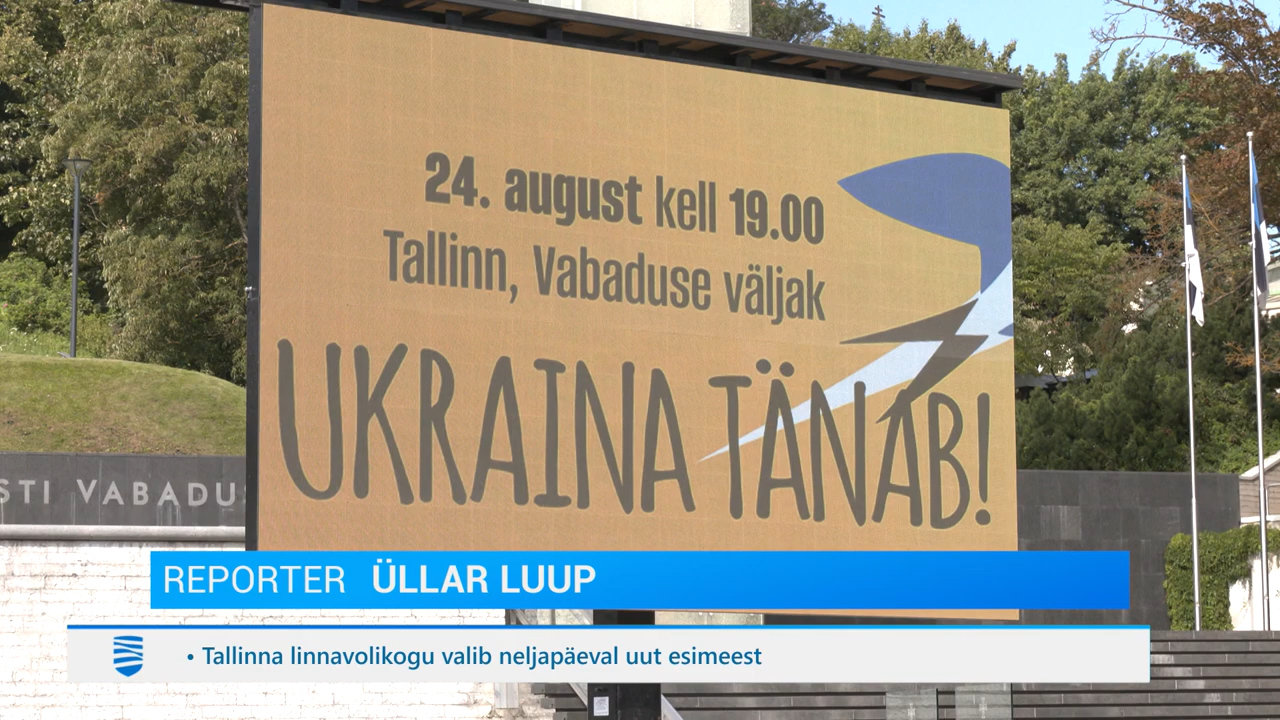 24. august kell 19.00
Tallinn, Vabaduse väljak
UKRAINA TÄNAB!
STI VABADU
REPORTER ÜLLAR LUUP
• Tallinna linnavolikogu valib neljapäeval uut esimeest